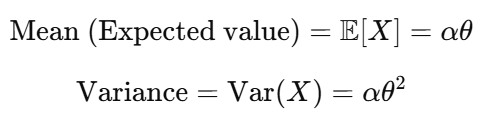 Mean (Expected value) = 𝔼[X] = αθ
Variance = Var(X) = αθ²